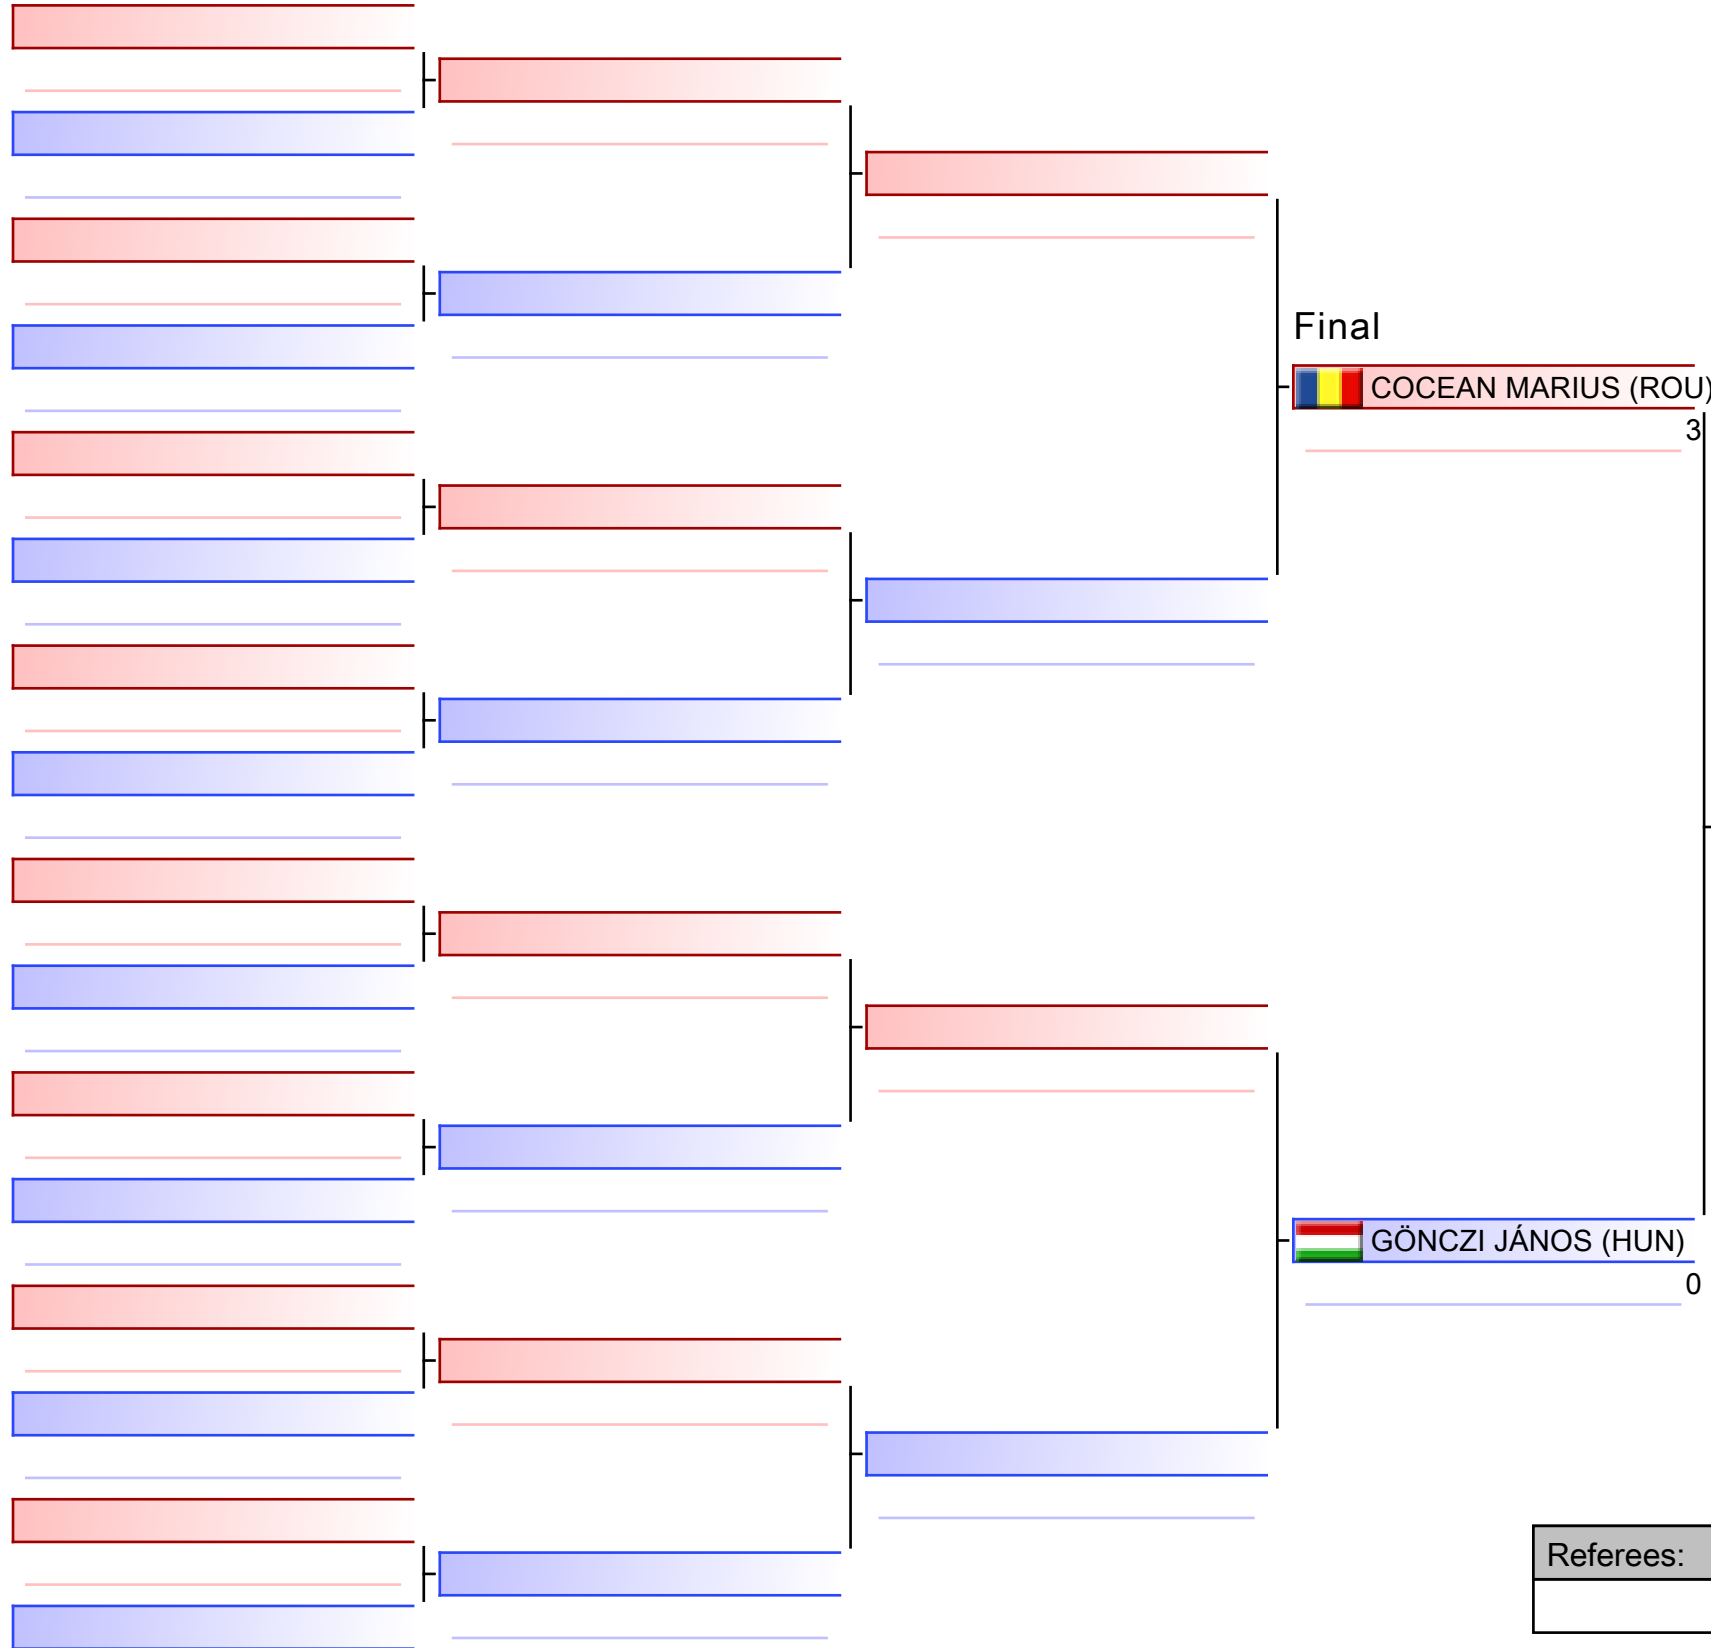 Final
COCEAN MARIUS (ROU)
3
GÖNCZI JÁNOS (HUN)
0
Referees: